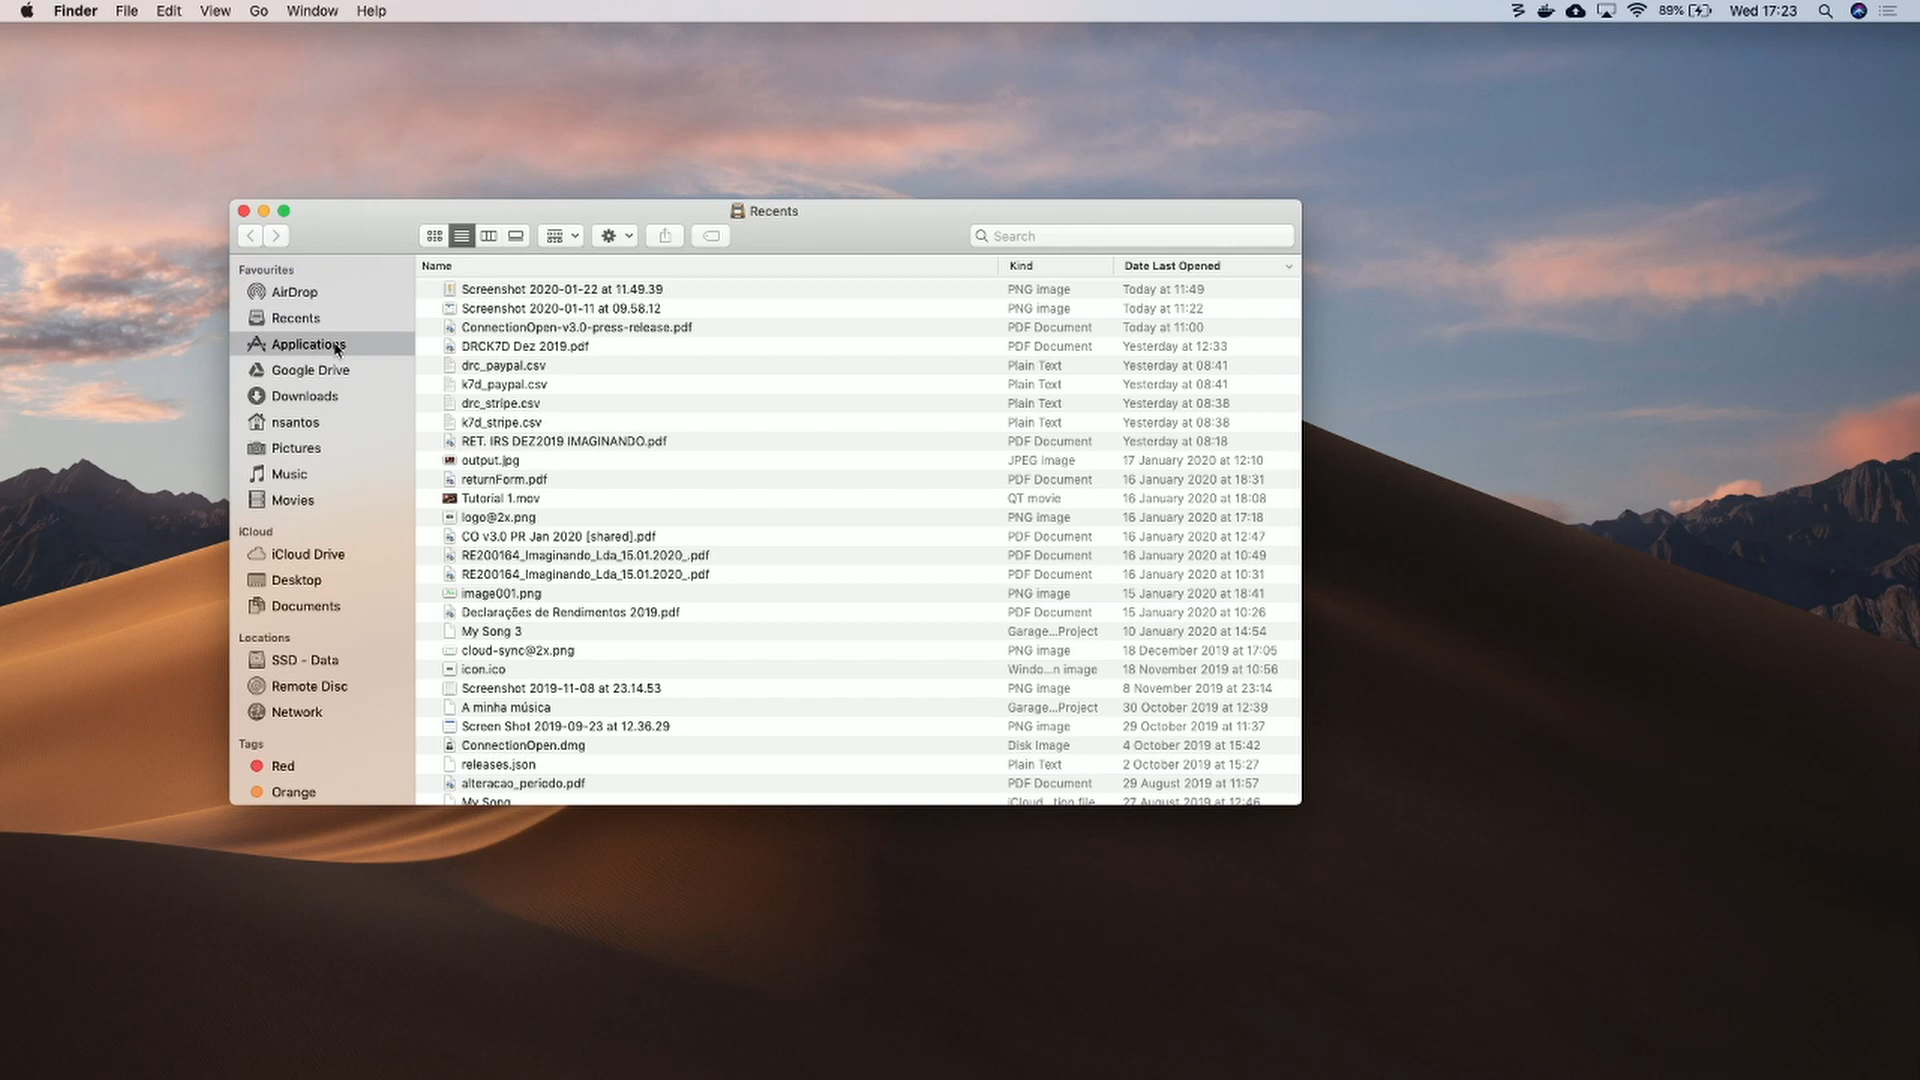 Finder File Edit View Go Window Help 89% Wed 17:23
Recents
Search
Favourites
AirDrop
Recents
Applications
Google Drive
Downloads
nsantos
Pictures
Music
Movies
iCloud
iCloud Drive
Desktop
Documents
Locations
SSD - Data
Remote Disc
Network
Tags
Red
Orange
Name Kind Date Last Opened
Screenshot 2020-01-22 at 11.49.39 PNG image Today at 11:49
Screenshot 2020-01-11 at 09.58.12 PNG image Today at 11:22
ConnectionOpen-v3.0-press-release.pdf PDF Document Today at 11:00
DRCK7D Dez 2019.pdf PDF Document Yesterday at 12:33
drc_paypal.csv Plain Text Yesterday at 08:41
k7d_paypal.csv Plain Text Yesterday at 08:41
drc_stripe.csv Plain Text Yesterday at 08:38
k7d_stripe.csv Plain Text Yesterday at 08:38
RET. IRS DEZ2019 IMAGINANDO.pdf PDF Document Yesterday at 08:18
output.jpg JPEG image 17 January 2020 at 12:10
returnForm.pdf PDF Document 16 January 2020 at 18:31
Tutorial 1.mov QT movie 16 January 2020 at 18:08
logo@2x.png PNG image 16 January 2020 at 17:18
CO v3.0 PR Jan 2020 [shared].pdf PDF Document 16 January 2020 at 12:47
RE200164_Imaginando_Lda_15.01.2020_.pdf PDF Document 16 January 2020 at 10:49
RE200164_Imaginando_Lda_15.01.2020_.pdf PDF Document 16 January 2020 at 10:31
image001.png PNG image 15 January 2020 at 18:41
Declarações de Rendimentos 2019.pdf PDF Document 15 January 2020 at 10:26
My Song 3 Garage...Project 10 January 2020 at 14:54
cloud-sync@2x.png PNG image 18 December 2019 at 17:05
icon.ico Windo...n image 18 November 2019 at 10:56
Screenshot 2019-11-08 at 23.14.53 PNG image 8 November 2019 at 23:14
A minha música Garage...Project 30 October 2019 at 12:39
Screen Shot 2019-09-23 at 12.36.29 PNG image 29 October 2019 at 11:37
ConnectionOpen.dmg Disk Image 4 October 2019 at 15:42
releases.json Plain Text 2 October 2019 at 15:27
alteracao_periodo.pdf PDF Document 29 August 2019 at 11:57
My Song iCloud...tion file 27 August 2019 at 12:46